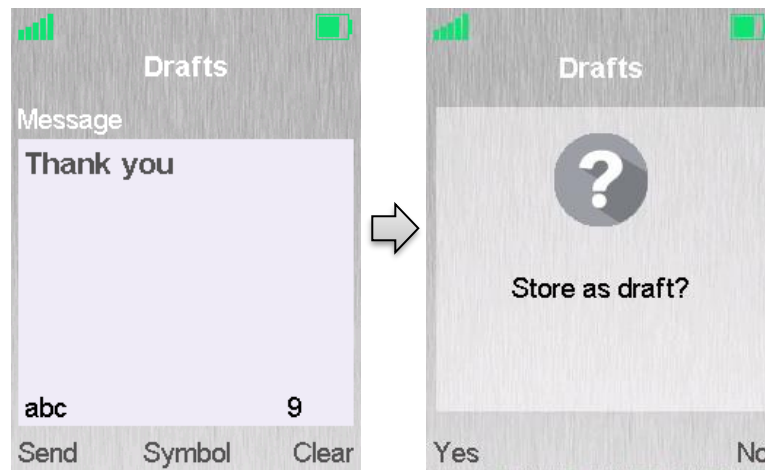 Drafts
Message
Thank you
abc 9
Send Symbol Clear
Drafts
?
Store as draft?
Yes No